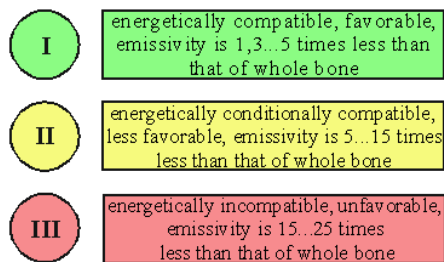 I
energetically compatible, favorable,
emissivity is 1,3...5 times less than
that of whole bone
II
energetically conditionally compatible,
less favorable, emissivity is 5...15 times
less than that of whole bone
III
energetically incompatible, unfavorable,
emissivity is 15...25 times
less than that of whole bone